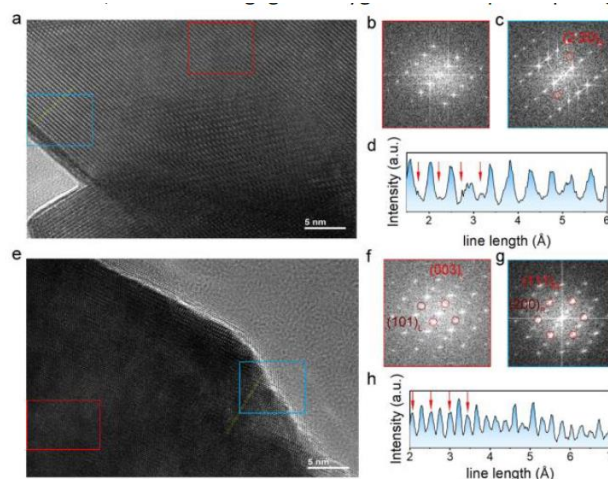 a
b
c
5 nm
d
Intensity (a.u.)
2 3 4 5 6
line length (Å)
e
f
(003)
(101)
g
5 nm
h
Intensity (a.u.)
2 3 4 5 6 7
line length (Å)